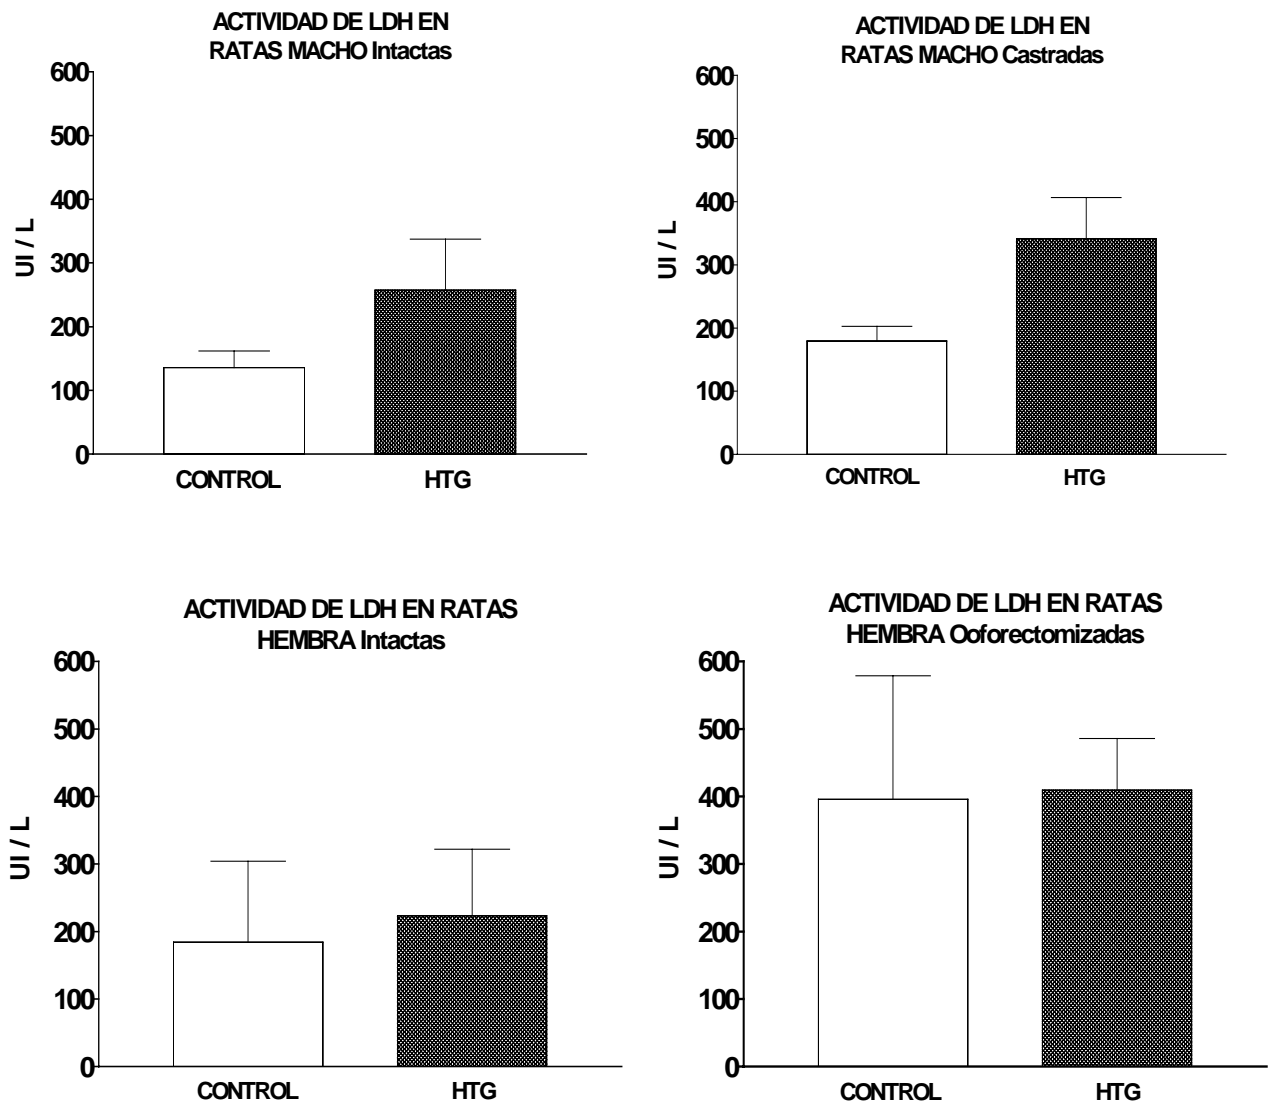 ACTIVIDAD DE LDH EN
RATAS MACHO Intactas
600
500
400
300
200
100
0
UI / L
CONTROL
HTG
ACTIVIDAD DE LDH EN
RATAS MACHO Castradas
600
500
400
300
200
100
0
UI / L
CONTROL
HTG
ACTIVIDAD DE LDH EN RATAS
HEMBRA Intactas
600
500
400
300
200
100
0
UI / L
CONTROL
HTG
ACTIVIDAD DE LDH EN RATAS
HEMBRA Ooforectomizadas
600
500
400
300
200
100
0
UI / L
CONTROL
HTG